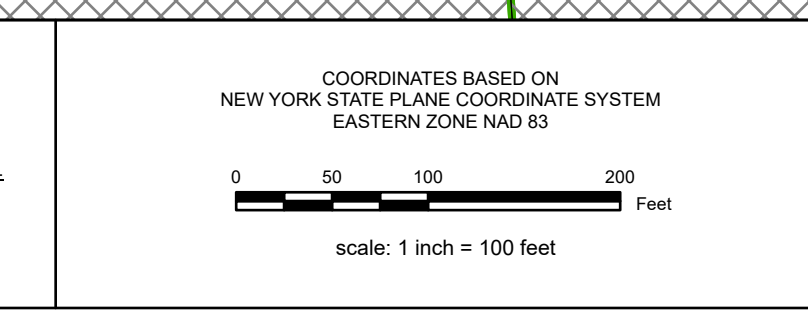 COORDINATES BASED ON
NEW YORK STATE PLANE COORDINATE SYSTEM
EASTERN ZONE NAD 83
0 50 100 200
Feet
scale: 1 inch = 100 feet